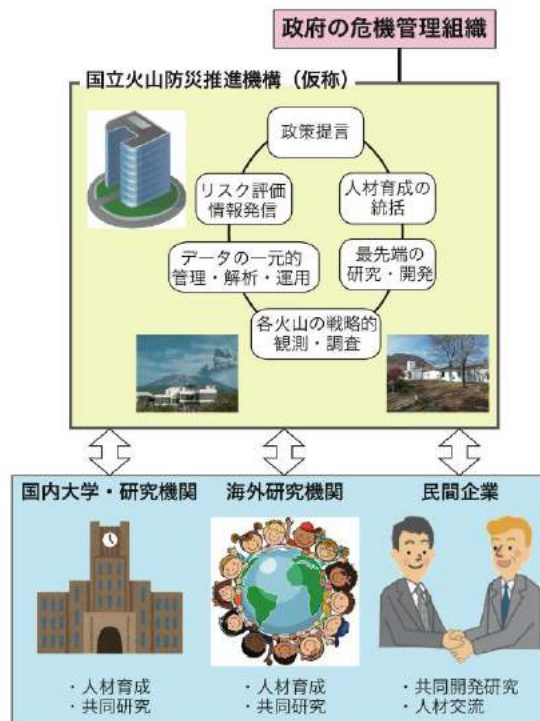 政府の危機管理組織
国立火山防災推進機構（仮称）
政策提言
リスク評価
情報発信
人材育成の
統括
データの一元的
管理・解析・運用
最先端の
研究・開発
各火山の戦略的
観測・調査
国内大学・研究機関
海外研究機関
民間企業
・人材育成
・共同研究
・人材育成
・共同研究
・共同開発研究
・人材交流